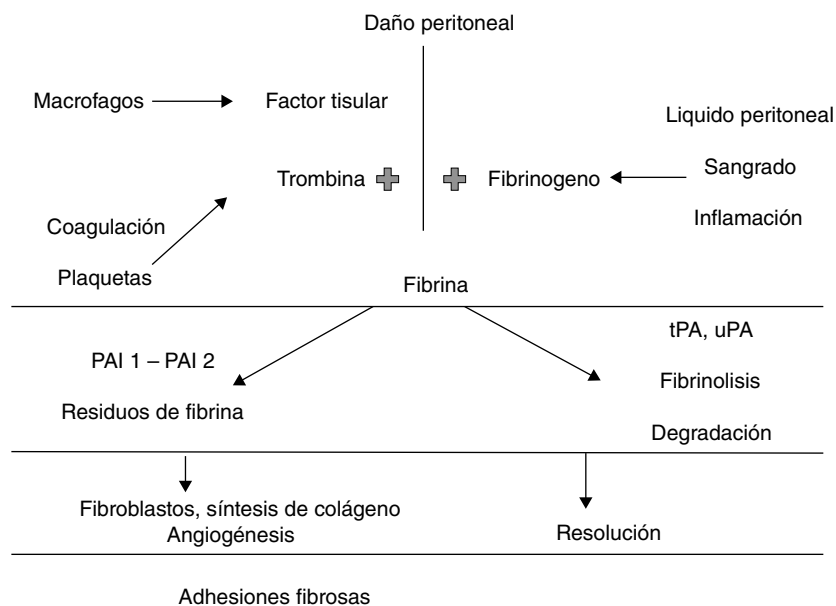 Daño peritoneal
Macrofagos
Factor tisular
Liquido peritoneal
Trombina
Fibrinogeno
Sangrado
Coagulación
Inflamación
Plaquetas
Fibrina
tPA, uPA
PAI 1 – PAI 2
Fibrinolisis
Residuos de fibrina
Degradación
Fibroblastos, síntesis de colágeno
Angiogénesis
Resolución
Adhesiones fibrosas